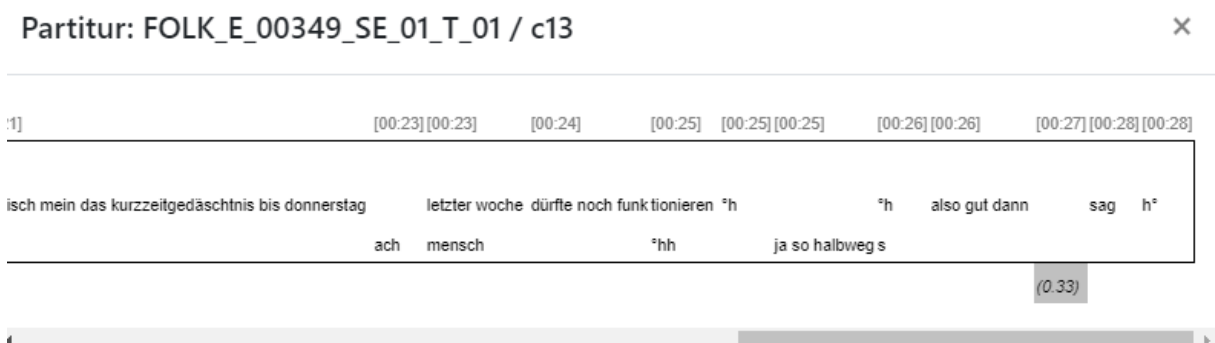 Partitur: FOLK_E_00349_SE_01_T_01 / c13 ×
:1] [00:23] [00:23] [00:24] [00:25] [00:25] [00:25] [00:26] [00:26] [00:27] [00:28] [00:28]
isch mein das kurzzeitgedäschtnis bis donnerstag letzter woche dürfte noch funk tionieren °h °h also gut dann sag h°
ach mensch °hh ja so halbweg s
(0.33)